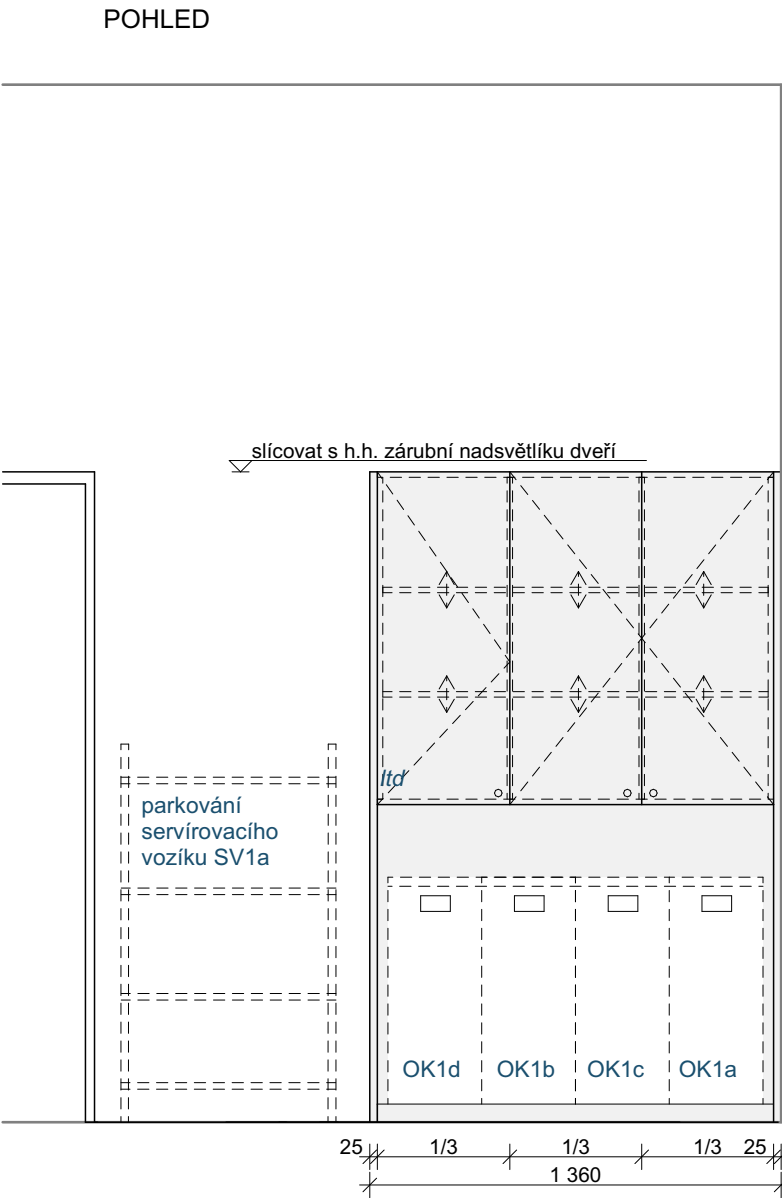 POHLED
slícovat s h.h. zárubní nadsvětlíku dveří
ltd
parkování
servírovacího
vozíku SV1a
OK1d OK1b OK1c OK1a
25 1/3 1/3 1/3 25
1 360